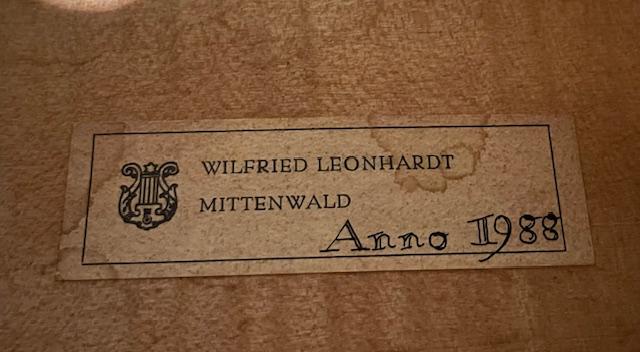 WILFRIED LEONHARDT
MITTENWALD
Anno 1988